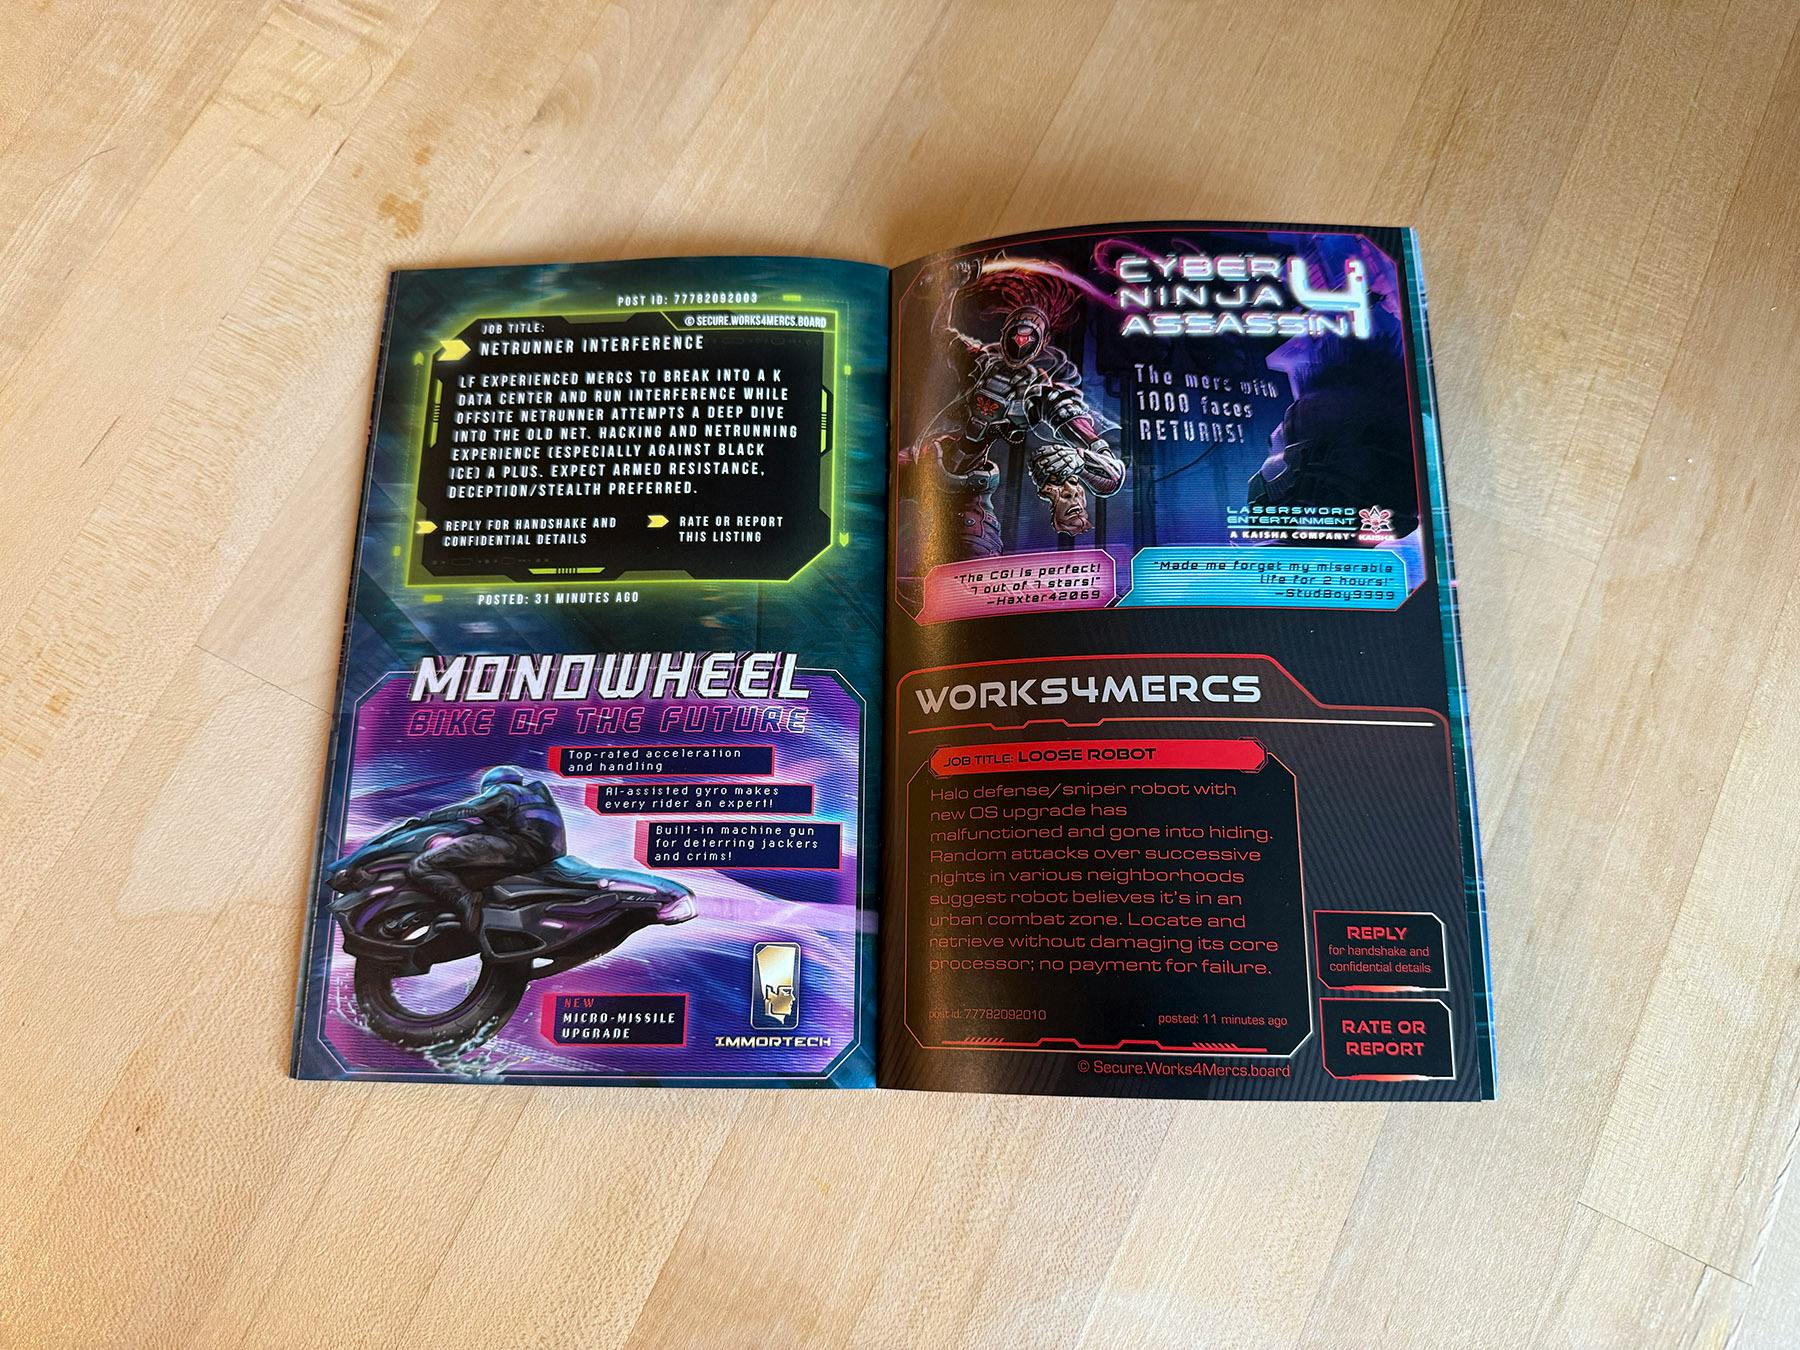 POST ID: 77782092003
© SECURE.WORKS4MERCS.BOARD
JOB TITLE:
NETRUNNER INTERFERENCE
LF EXPERIENCED MERCS TO BREAK INTO A K
DATA CENTER AND RUN INTERFERENCE WHILE
OFFSITE NETRUNNER ATTEMPTS A DEEP DIVE
INTO THE OLD NET. HACKING AND NETRUNNING
EXPERIENCE (ESPECIALLY AGAINST BLACK
ICE) A PLUS. EXPECT ARMED RESISTANCE,
DECEPTION/STEALTH PREFERRED.
REPLY FOR HANDSHAKE AND
CONFIDENTIAL DETAILS
RATE OR REPORT
THIS LISTING
POSTED: 31 MINUTES AGO
MONOWHEEL
BIKE OF THE FUTURE
Top-rated acceleration
and handling
AI-assisted gyro makes
every rider an expert!
Built-in machine gun
for deterring jackers
and crims!
NEW
MICRO-MISSILE
UPGRADE
IMMORTECH
CYBER
NINJA
ASSASSIN 4
The merc with
1000 faces
RETURNS!
LASERSWORD
ENTERTAINMENT
A KAISHA COMPANY
KAISHA
"The CGI is perfect!
7 out of 7 stars!"
—Haxter42069
"Made me forget my miserable
life for 2 hours!"
—StudBoy9999
WORKS4MERCS
JOB TITLE: LOOSE ROBOT
Halo defense/sniper robot with
new OS upgrade has
malfunctioned and gone into hiding.
Random attacks over successive
nights in various neighborhoods
suggest robot believes it's in an
urban combat zone. Locate and
retrieve without damaging its core
processor; no payment for failure.
post id: 77782092010
posted: 11 minutes ago
REPLY
for handshake and
confidential details
RATE OR
REPORT
© Secure.Works4Mercs.board